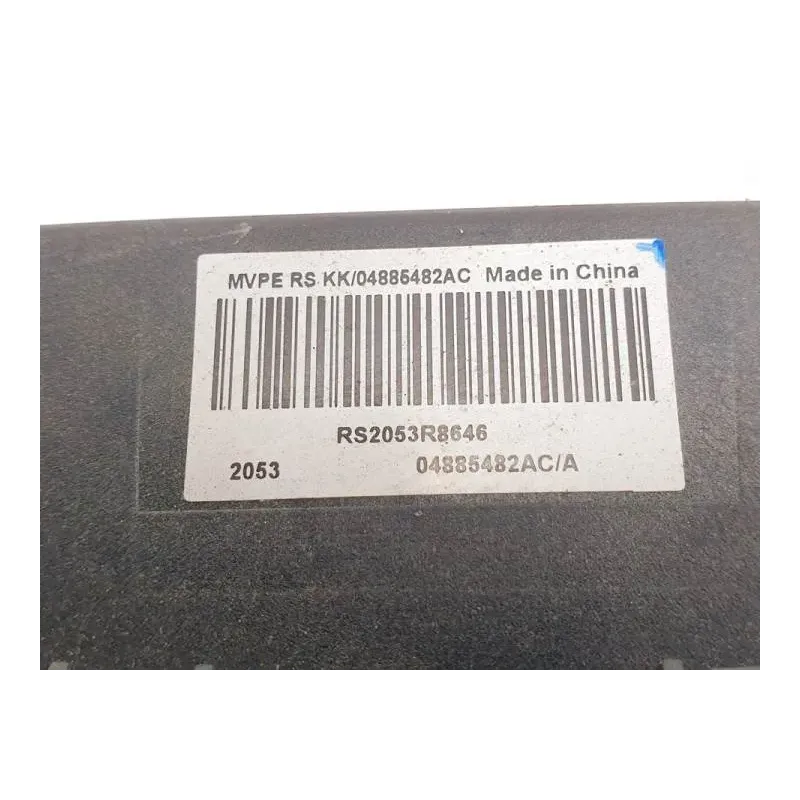 MVPE RS KK/04885482AC Made in China
RS2053R8646
2053 04885482AC/A